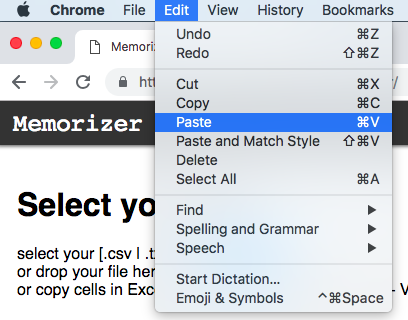 Chrome File Edit View History Bookmarks
Undo ⌘Z
Redo ⇧⌘Z
Memoriz
Cut ⌘X
Copy ⌘C
Paste ⌘V
Memorizer
Paste and Match Style ⇧⌘V
Delete
Select All ⌘A
Select yo
Find
Spelling and Grammar
Speech
select your [.csv | .t
or drop your file her
or copy cells in Exce - V
Start Dictation...
Emoji & Symbols ^⌘Space